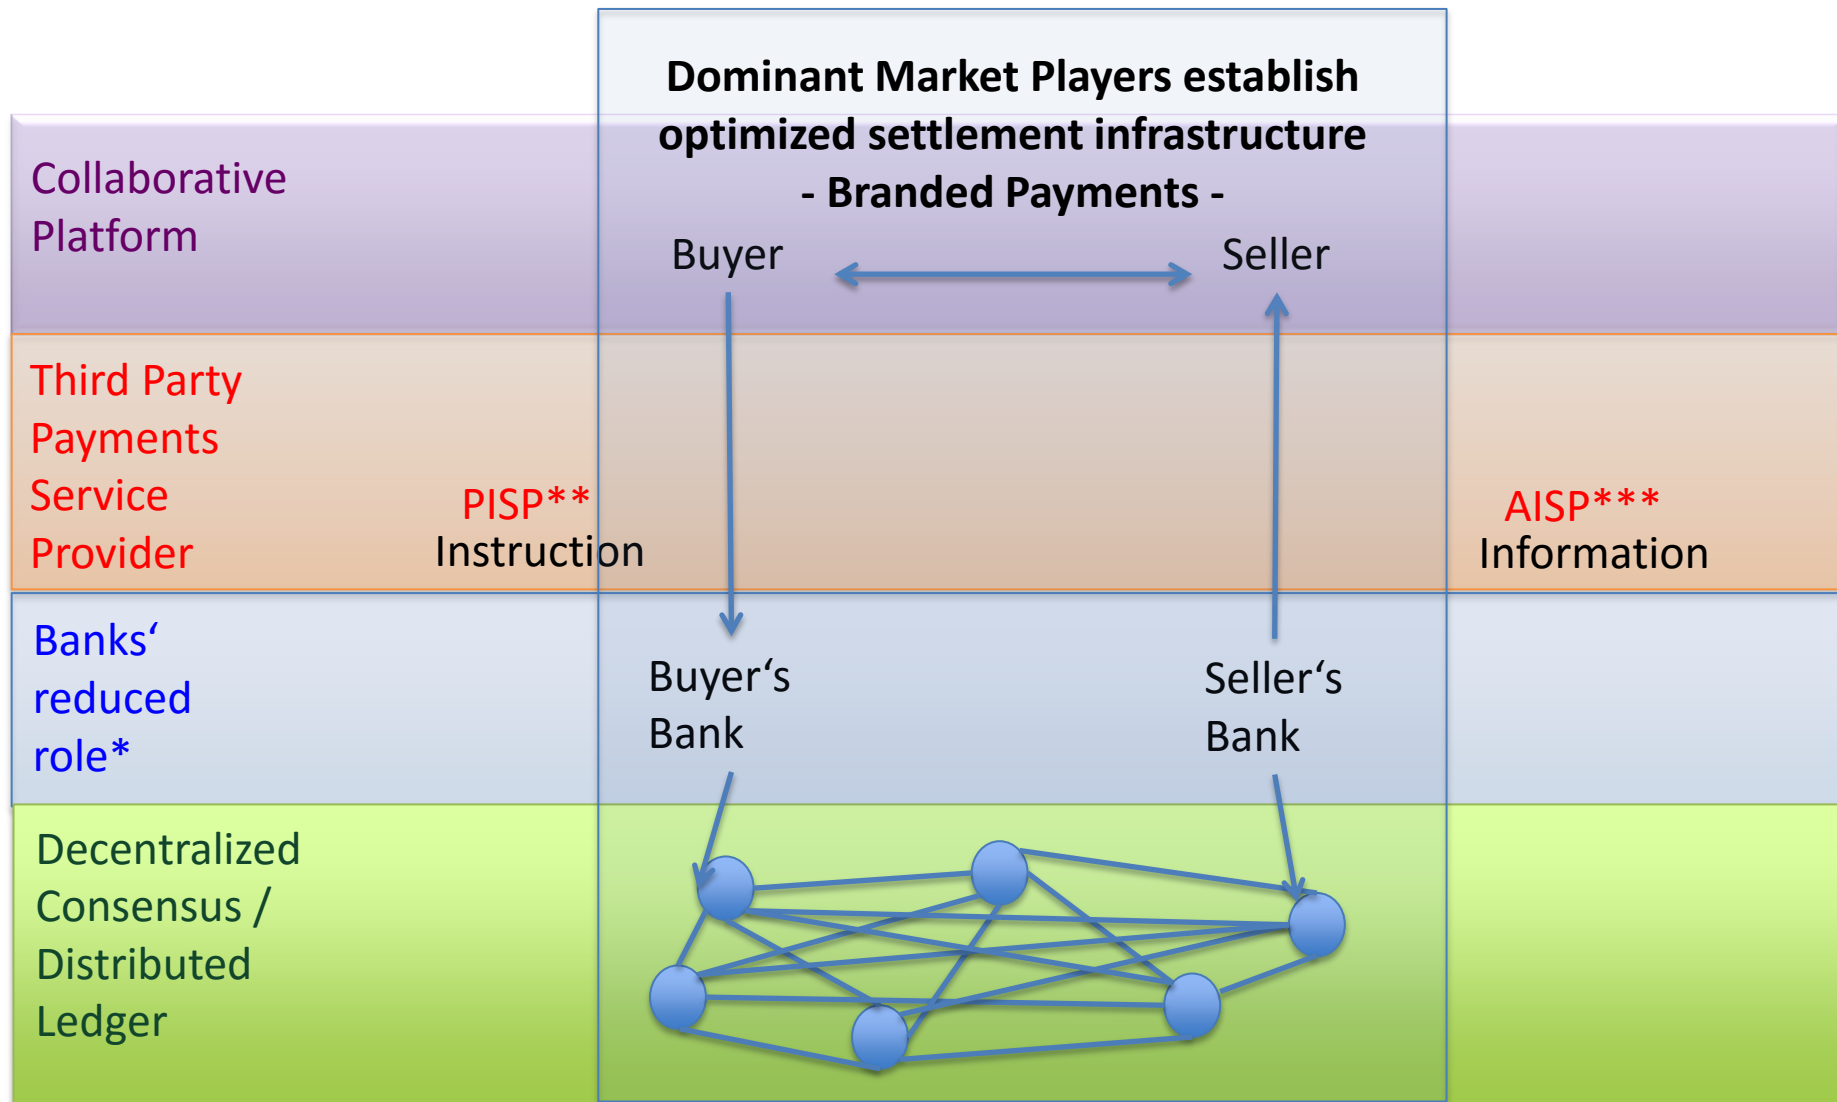 Dominant Market Players establish
optimized settlement infrastructure
- Branded Payments -
Collaborative
Platform
Buyer
Seller
Third Party
Payments
Service
Provider
PISP**
Instruction
AISP***
Information
Banks‘
reduced
role*
Buyer‘s
Bank
Seller‘s
Bank
Decentralized
Consensus /
Distributed
Ledger